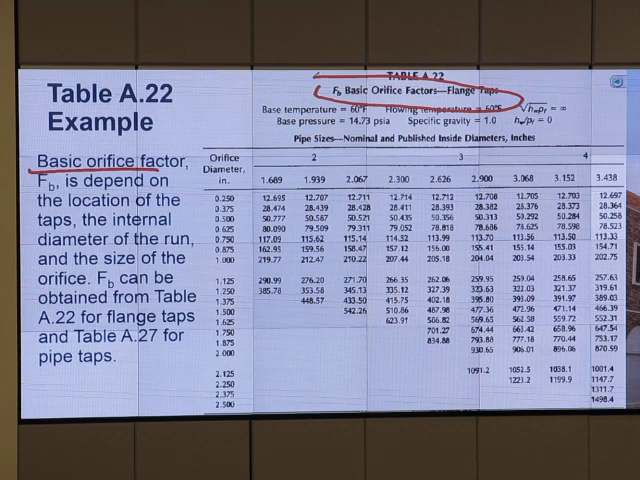 Table A.22
Example
Basic orifice factor,
F_b, is depend on
the location of the
taps, the internal
diameter of the run,
and the size of the
orifice. F_b can be
obtained from Table
A.22 for flange taps
and Table A.27 for
pipe taps.
TABLE A.22
F_b Basic Orifice Factors—Flange Taps
Base temperature = 60°F Flowing temperature = 60°F √h_wp_f = ∞
Base pressure = 14.73 psia Specific gravity = 1.0 h_w/p_f = 0
Pipe Sizes—Nominal and Published Inside Diameters, Inches
Orifice 2 3 4
Diameter,
in. 1.689 1.939 2.067 2.300 2.626 2.900 3.068 3.152 3.438
0.250 12.695 12.707 12.711 12.714 12.712 12.708 12.705 12.703 12.697
0.375 28.474 28.439 28.428 28.411 28.393 28.382 28.376 28.373 28.364
0.500 50.777 50.587 50.521 50.435 50.356 50.313 50.292 50.284 50.258
0.625 80.090 79.509 79.311 79.052 78.818 78.686 78.625 78.598 78.523
0.750 117.09 115.62 115.14 114.52 113.99 113.70 113.56 113.50 113.33
0.875 162.95 159.56 158.47 157.12 156.00 155.41 155.14 155.03 154.71
1.000 219.77 212.47 210.22 207.44 205.18 204.04 203.54 203.33 202.75
1.125 290.99 276.20 271.70 266.35 262.06 259.95 259.04 258.65 257.63
1.250 385.78 353.58 345.13 335.12 327.39 323.63 322.03 321.37 319.61
1.375 448.57 433.50 415.75 402.18 395.80 393.09 391.97 389.03
1.500 542.26 510.86 487.98 477.36 472.96 471.14 466.39
1.625 623.91 586.82 569.65 562.58 559.72 552.31
1.750 701.27 674.44 663.42 658.96 647.54
1.875 834.88 793.88 777.18 770.44 753.17
2.000 930.65 906.01 896.06 870.59
2.125 1091.2 1052.5 1038.1 1001.4
2.250 1223.2 1199.9 1147.7
2.375 1311.7
2.500 1498.4